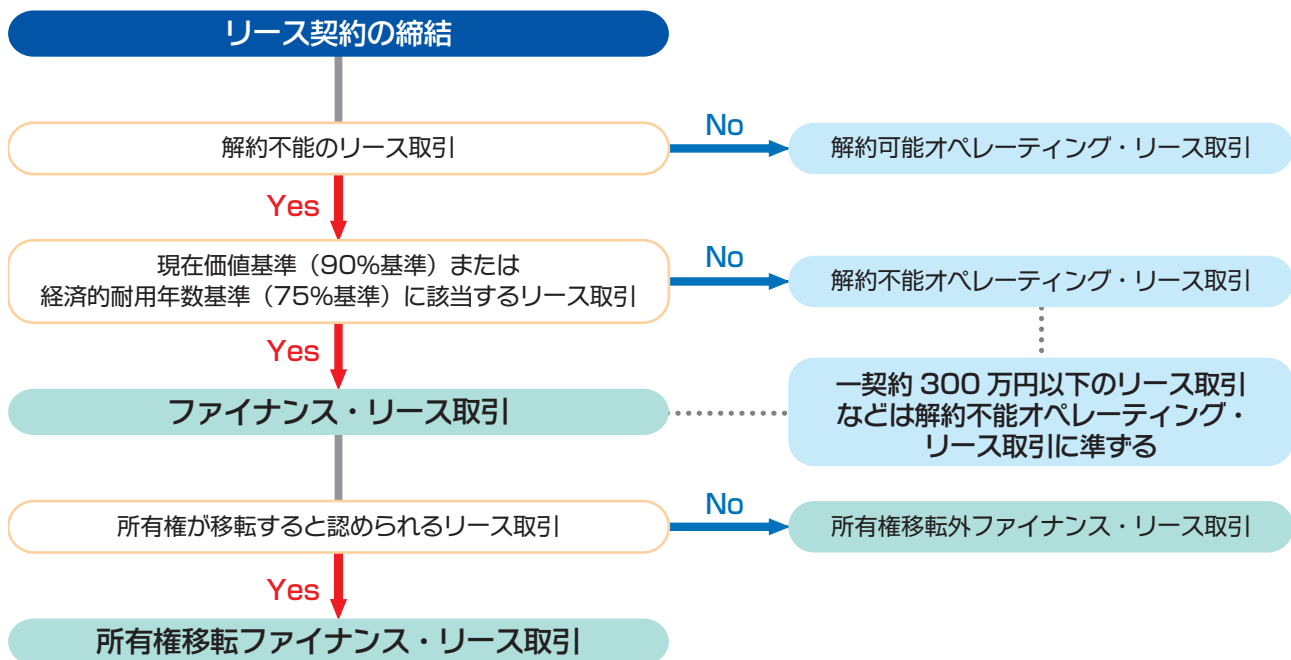 リース契約の締結
解約不能のリース取引
No
解約可能オペレーティング・リース取引
Yes
現在価値基準（90%基準）または
経済的耐用年数基準（75%基準）に該当するリース取引
No
解約不能オペレーティング・リース取引
Yes
ファイナンス・リース取引
一契約 300 万円以下のリース取引
などは解約不能オペレーティング・
リース取引に準ずる
所有権が移転すると認められるリース取引
No
所有権移転外ファイナンス・リース取引
Yes
所有権移転ファイナンス・リース取引